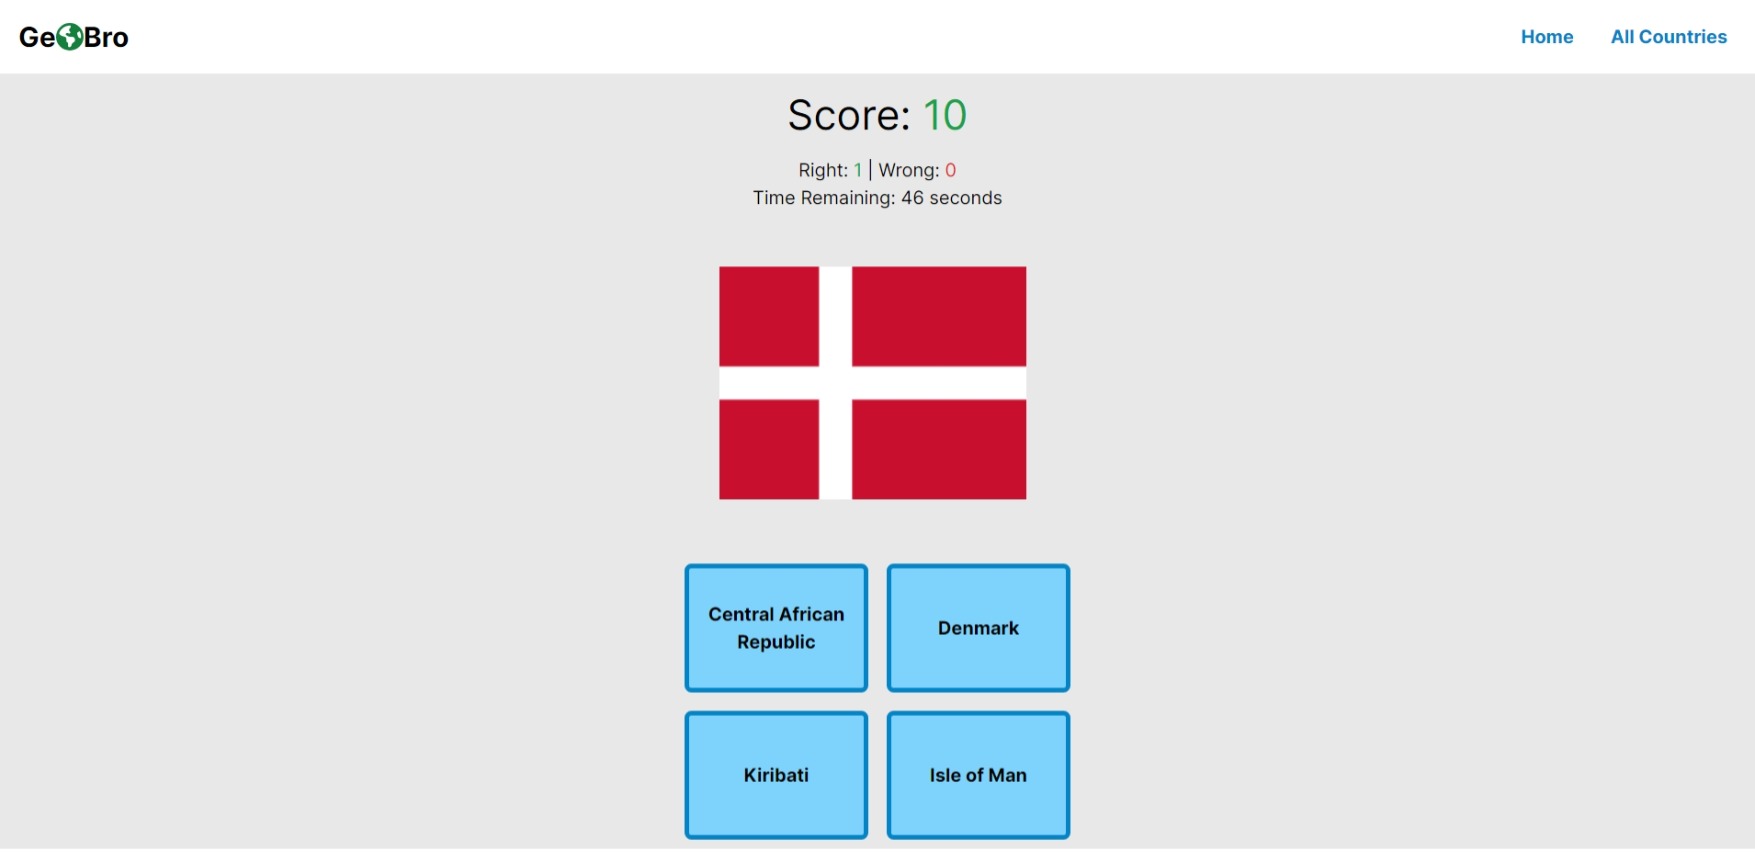 GeBro
Home
All Countries
Score: 10
Right: 1 | Wrong: 0
Time Remaining: 46 seconds
Central African
Republic
Denmark
Kiribati
Isle of Man